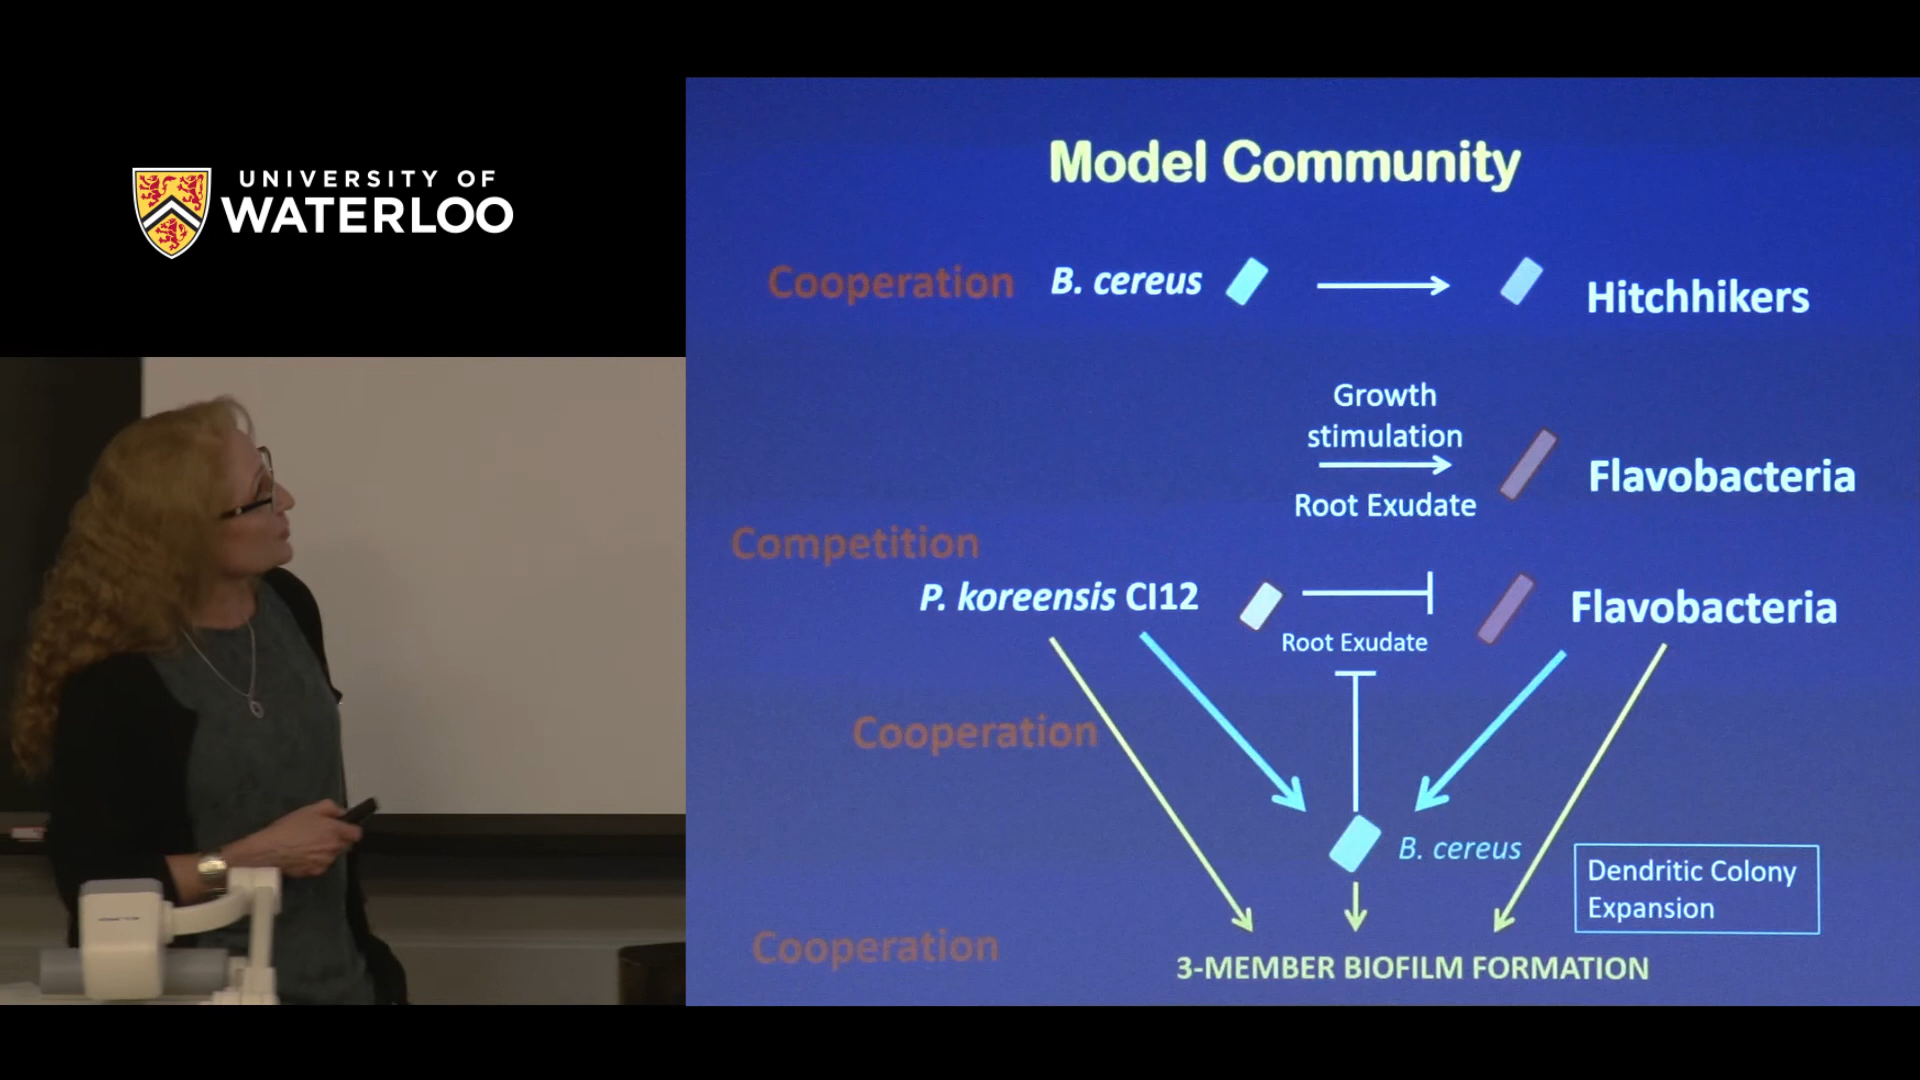 UNIVERSITY OF
WATERLOO
Model Community
Cooperation B. cereus Hitchhikers
Growth
stimulation
Flavobacteria
Root Exudate
Competition
P. koreensis CI12 Flavobacteria
Root Exudate
Cooperation
B. cereus
Dendritic Colony
Expansion
Cooperation
3-MEMBER BIOFILM FORMATION